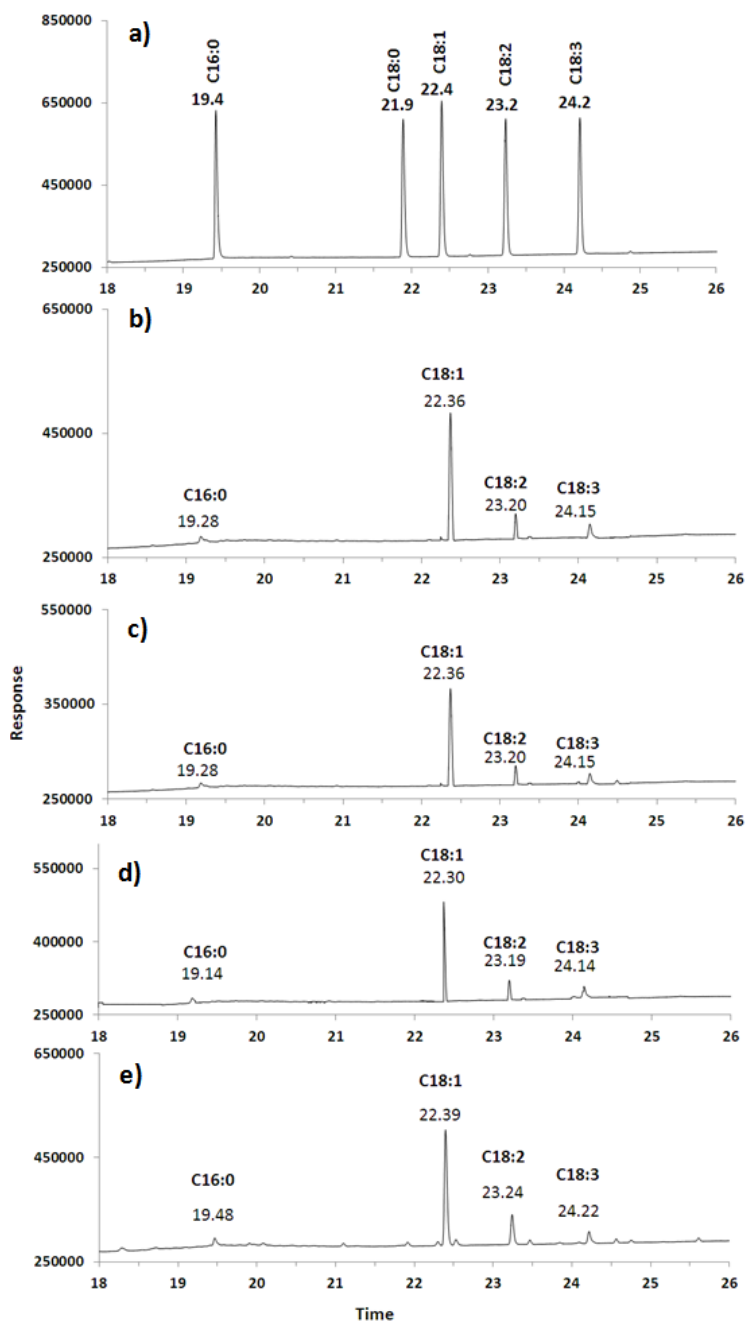 a)
C16:0
C18:0
C18:1
C18:2
C18:3
19.4
21.9
22.4
23.2
24.2
850000
650000
450000
250000
18 19 20 21 22 23 24 25 26
b)
650000
450000
250000
C16:0
19.28
C18:1
22.36
C18:2
23.20
C18:3
24.15
18 19 20 21 22 23 24 25 26
c)
550000
350000
250000
C16:0
19.28
C18:1
22.36
C18:2
23.20
C18:3
24.15
18 19 20 21 22 23 24 25 26
Response
d)
550000
400000
250000
C16:0
19.14
C18:1
22.30
C18:2
23.19
C18:3
24.14
18 19 20 21 22 23 24 25 26
e)
650000
450000
250000
C16:0
19.48
C18:1
22.39
C18:2
23.24
C18:3
24.22
18 19 20 21 22 23 24 25 26
Time